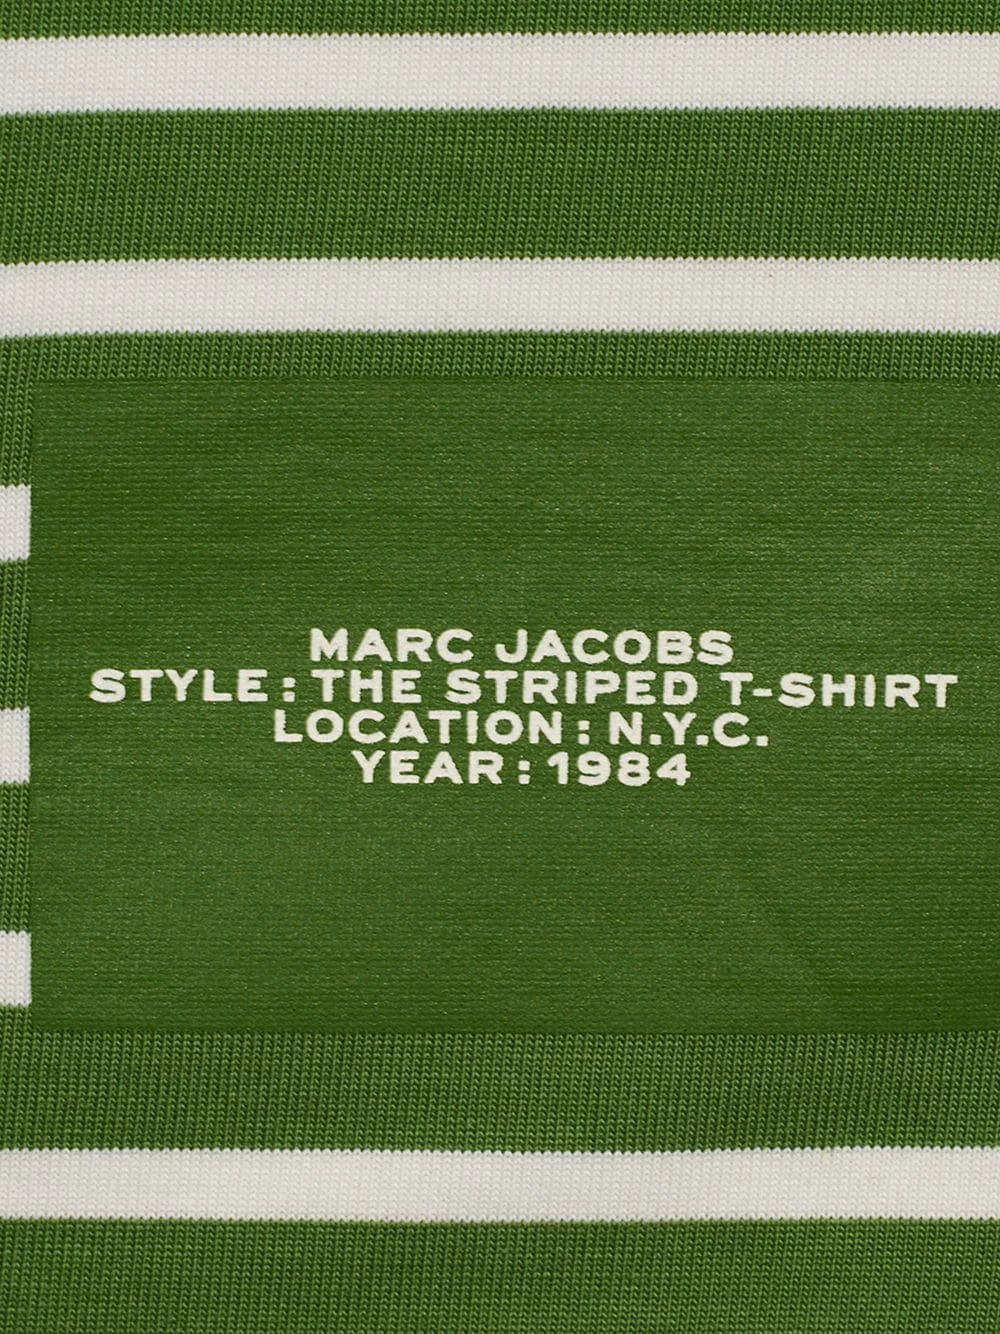 MARC JACOBS
STYLE: THE STRIPED T-SHIRT
LOCATION: N.Y.C.
YEAR: 1984